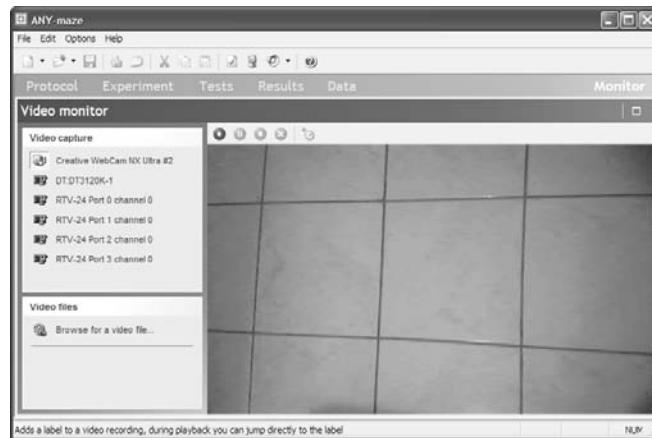 ANY-maze
File Edit Options Help
Protocol Experiment Tests Results Data Monitor
Video monitor
Video capture
Creative WebCam NX Ultra #2
DT:DT3120K-1
RTV-24 Port 0 channel 0
RTV-24 Port 1 channel 0
RTV-24 Port 2 channel 0
RTV-24 Port 3 channel 0
Video files
Browse for a video file...
Adds a label to a video recording, during playback you can jump directly to the label NUM